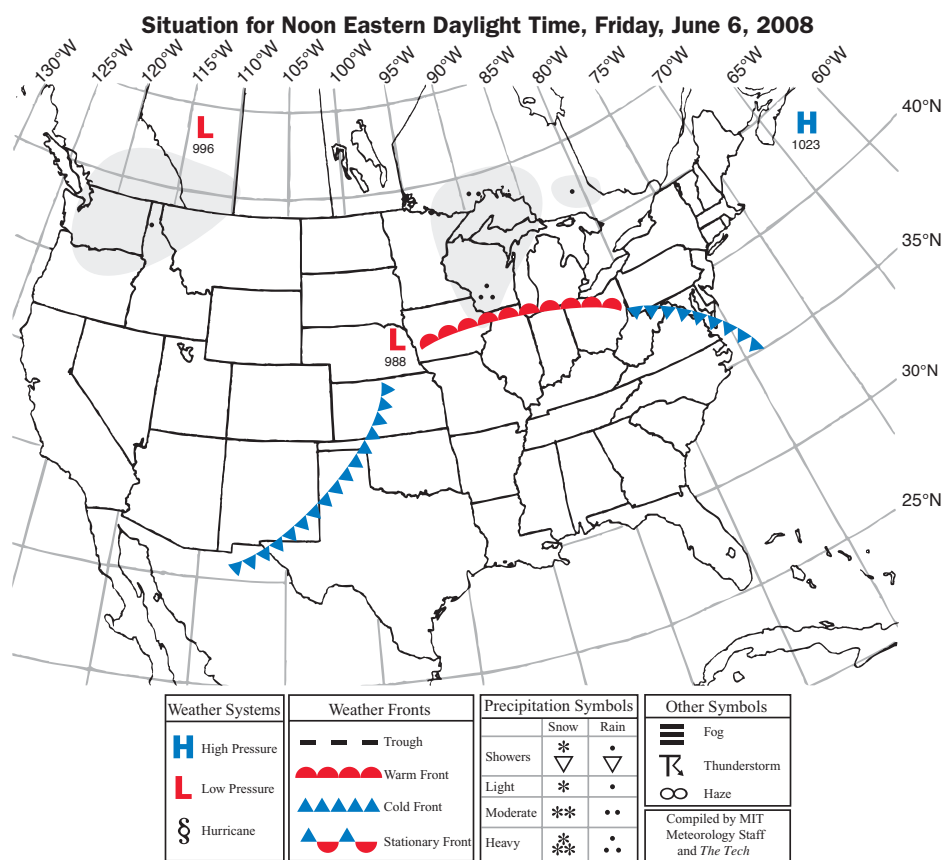 Situation for Noon Eastern Daylight Time, Friday, June 6, 2008
130°W 125°W 120°W 115°W 110°W 105°W 100°W 95°W 90°W 85°W 80°W 75°W 70°W 65°W 60°W
40°N
35°N
30°N
25°N
L
996
H
1023
L
988
Weather Systems
H High Pressure
L Low Pressure
§ Hurricane
Weather Fronts
Trough
Warm Front
Cold Front
Stationary Front
Precipitation Symbols
Snow Rain
Showers
Light
Moderate
Heavy
Other Symbols
Fog
Thunderstorm
Haze
Compiled by MIT
Meteorology Staff
and The Tech